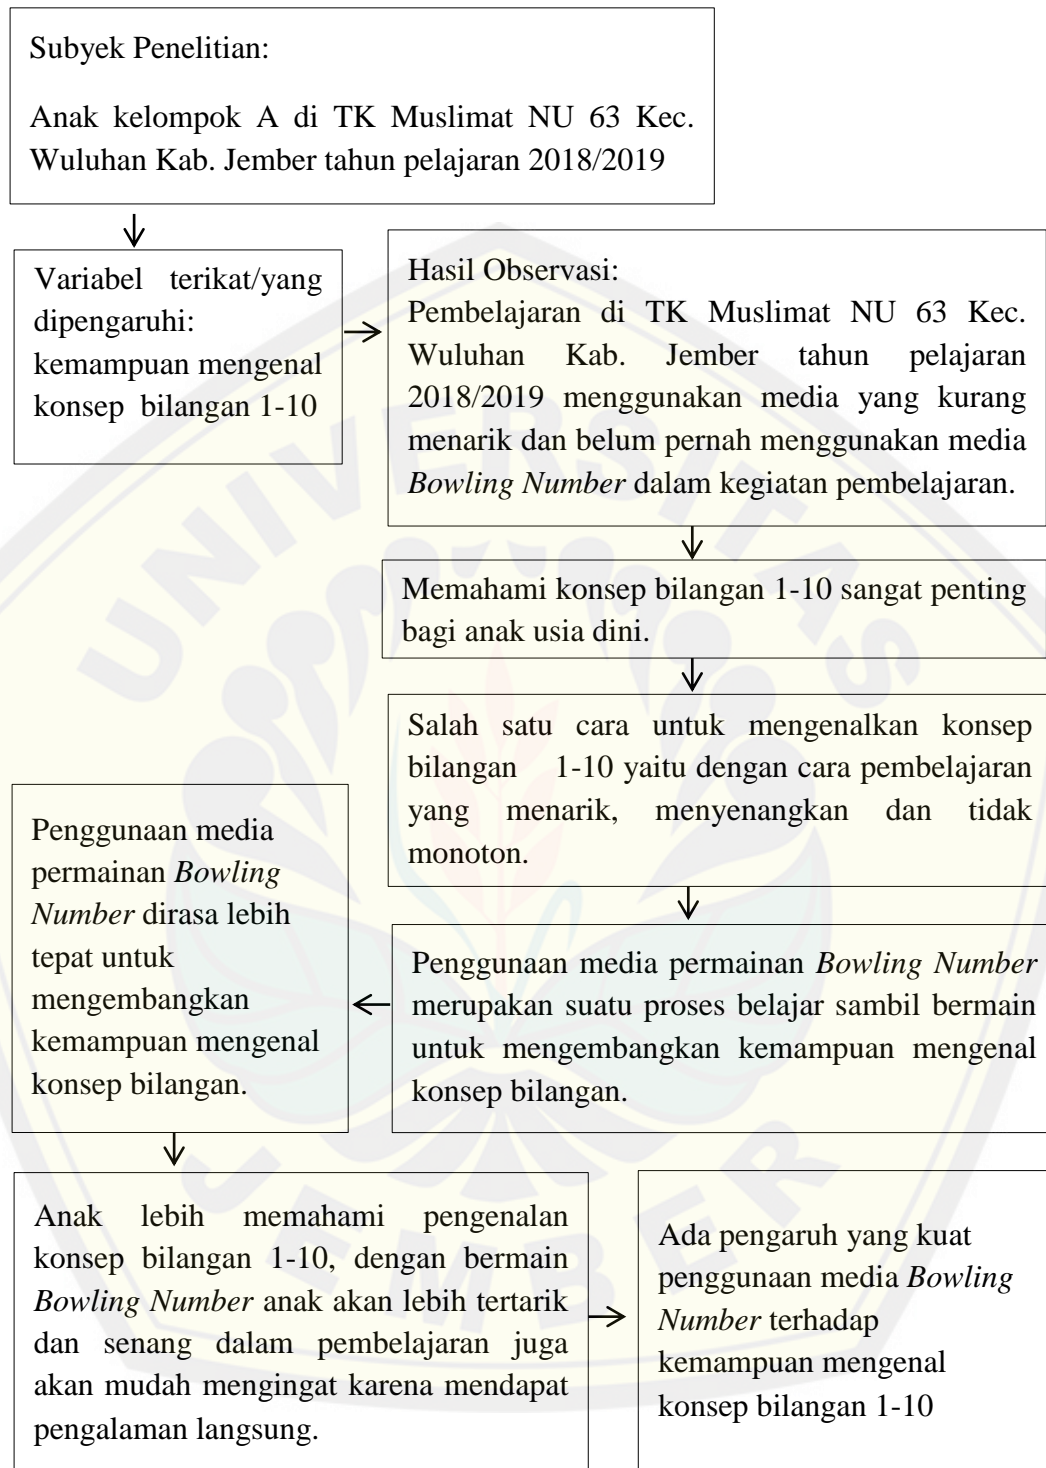 Subyek Penelitian:
Anak kelompok A di TK Muslimat NU 63 Kec.
Wuluhan Kab. Jember tahun pelajaran 2018/2019
Variabel terikat/yang
dipengaruhi:
kemampuan mengenal
konsep bilangan 1-10
Hasil Observasi:
Pembelajaran di TK Muslimat NU 63 Kec.
Wuluhan Kab. Jember tahun pelajaran
2018/2019 menggunakan media yang kurang
menarik dan belum pernah menggunakan media
Bowling Number dalam kegiatan pembelajaran.
Memahami konsep bilangan 1-10 sangat penting
bagi anak usia dini.
Salah satu cara untuk mengenalkan konsep
bilangan 1-10 yaitu dengan cara pembelajaran
yang menarik, menyenangkan dan tidak
monoton.
Penggunaan media permainan Bowling Number
merupakan suatu proses belajar sambil bermain
untuk mengembangkan kemampuan mengenal
konsep bilangan.
Penggunaan media
permainan Bowling
Number dirasa lebih
tepat untuk
mengembangkan
kemampuan mengenal
konsep bilangan.
Anak lebih memahami pengenalan
konsep bilangan 1-10, dengan bermain
Bowling Number anak akan lebih tertarik
dan senang dalam pembelajaran juga
akan mudah mengingat karena mendapat
pengalaman langsung.
Ada pengaruh yang kuat
penggunaan media Bowling
Number terhadap
kemampuan mengenal
konsep bilangan 1-10
UNIVERSITAS
JEMBER